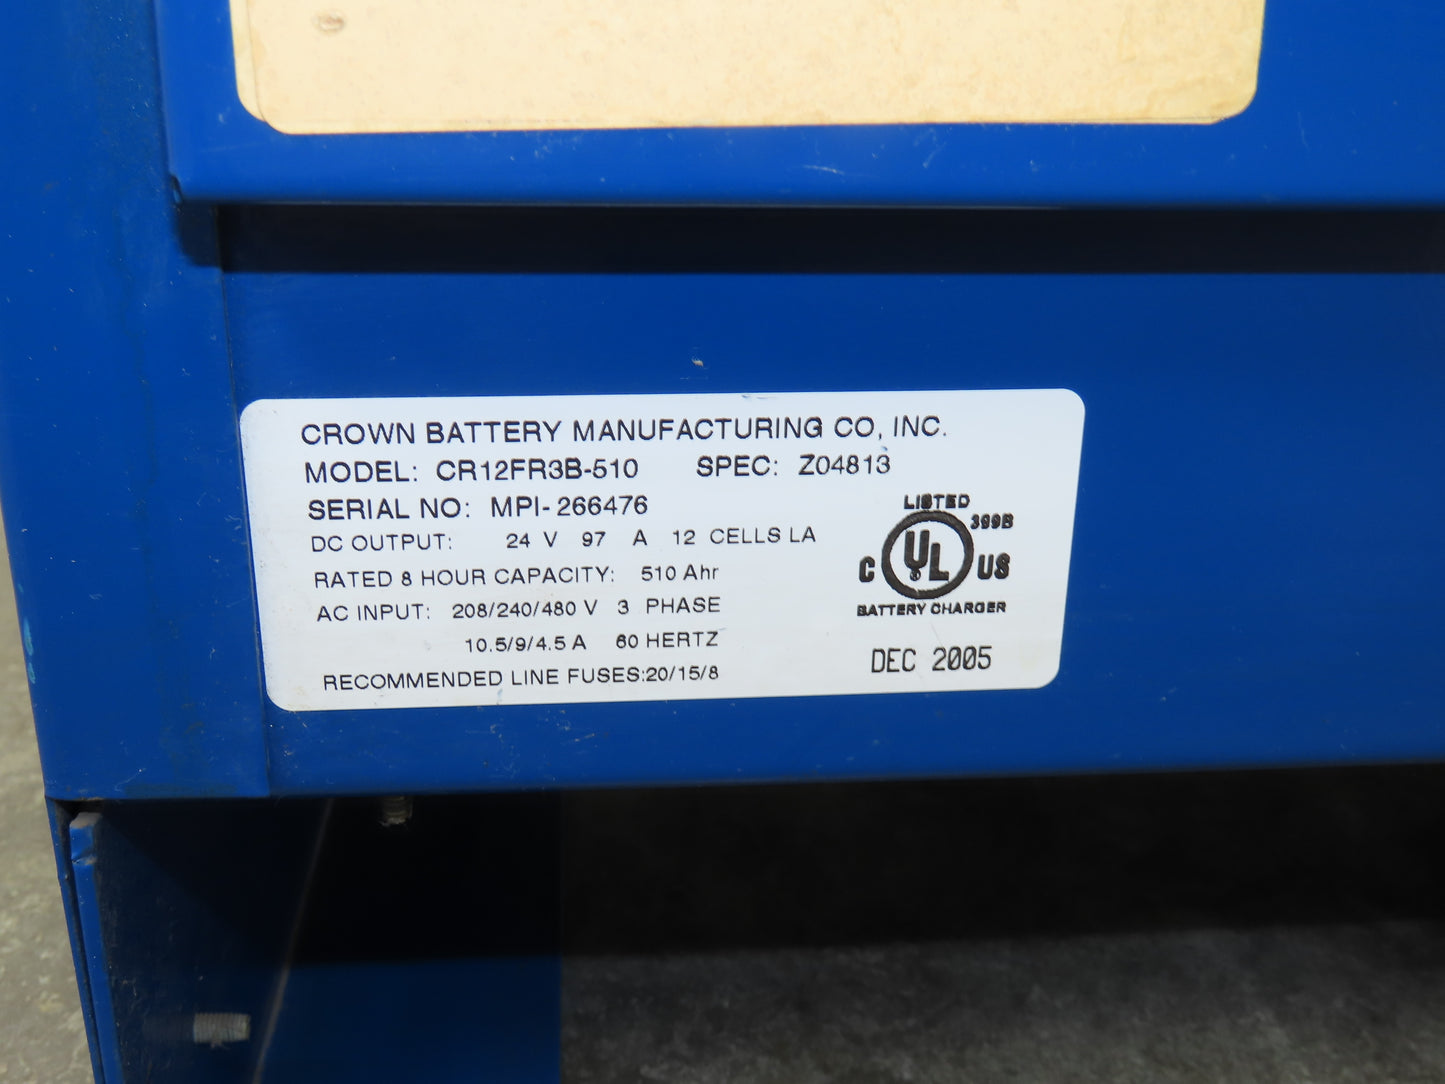 CROWN BATTERY MANUFACTURING CO, INC.
MODEL: CR12FR3B-510 SPEC: Z04813
SERIAL NO: MPI-266476
DC OUTPUT: 24 V 97 A 12 CELLS LA
RATED 8 HOUR CAPACITY: 510 Ahr
AC INPUT: 208/240/480 V 3 PHASE
10.5/9/4.5 A 60 HERTZ
RECOMMENDED LINE FUSES:20/15/8
LISTED
399B
C UL US
BATTERY CHARGER
DEC 2005